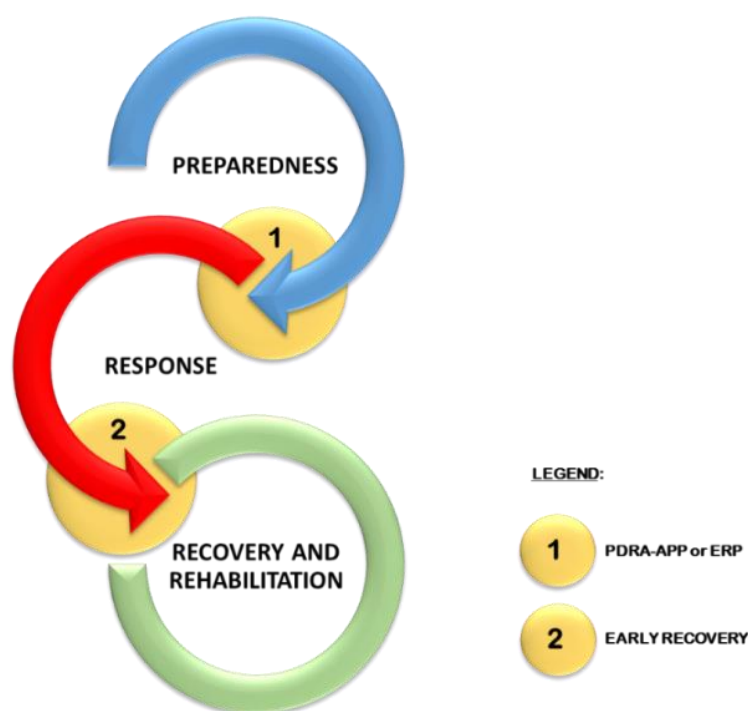 PREPAREDNESS
1
RESPONSE
2
RECOVERY AND
REHABILITATION
LEGEND:
1 PDRA-APP or ERP
2 EARLY RECOVERY